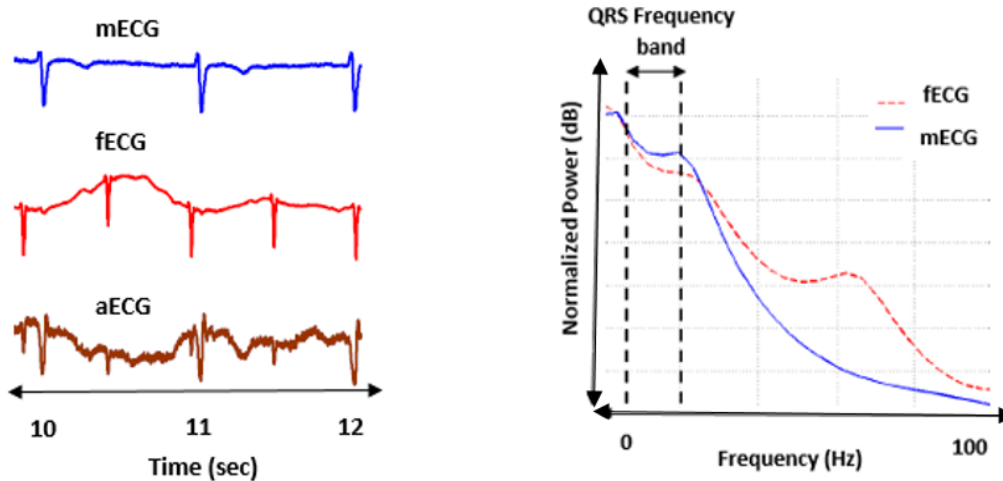 mECG
fECG
aECG
10 11 12
Time (sec)
QRS Frequency
band
Normalized Power (dB)
fECG
mECG
0 100
Frequency (Hz)